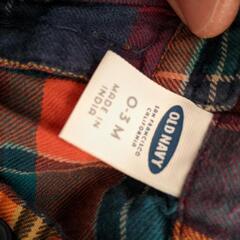 OLD NAVY
SAN FRANCISCO
CALIFORNIA
0-3 M
MADE IN
INDIA